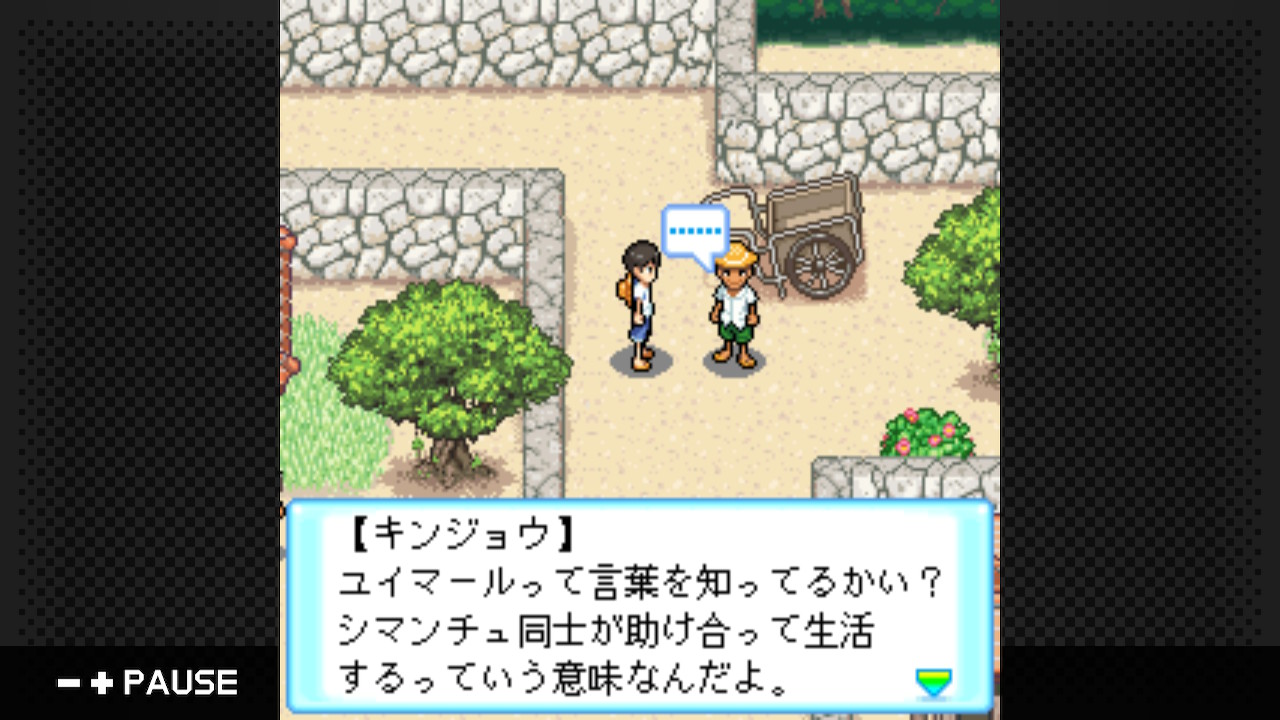 【キンジョウ】
ユイマールって言葉を知ってるかい？
シマンチュ同士が助け合って生活
するっていう意味なんだよ。
－＋PAUSE